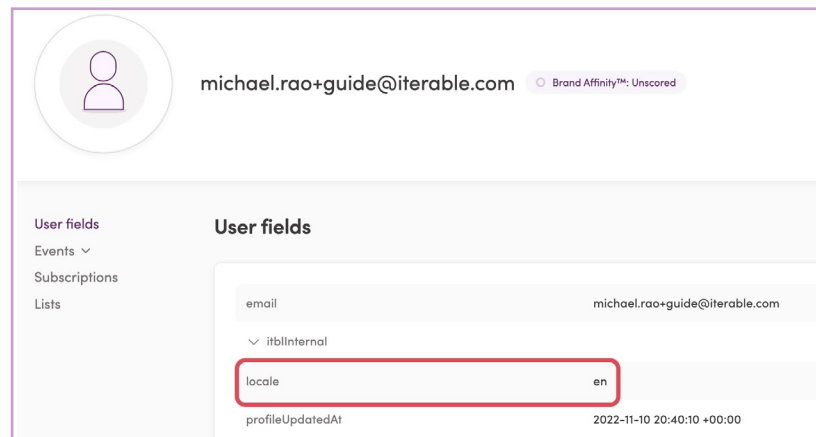 michael.rao+guide@iterable.com
Brand Affinity™: Unscored
User fields
Events
Subscriptions
Lists
User fields
email michael.rao+guide@iterable.com
itblInternal
locale en
profileUpdatedAt 2022-11-10 20:40:10 +00:00